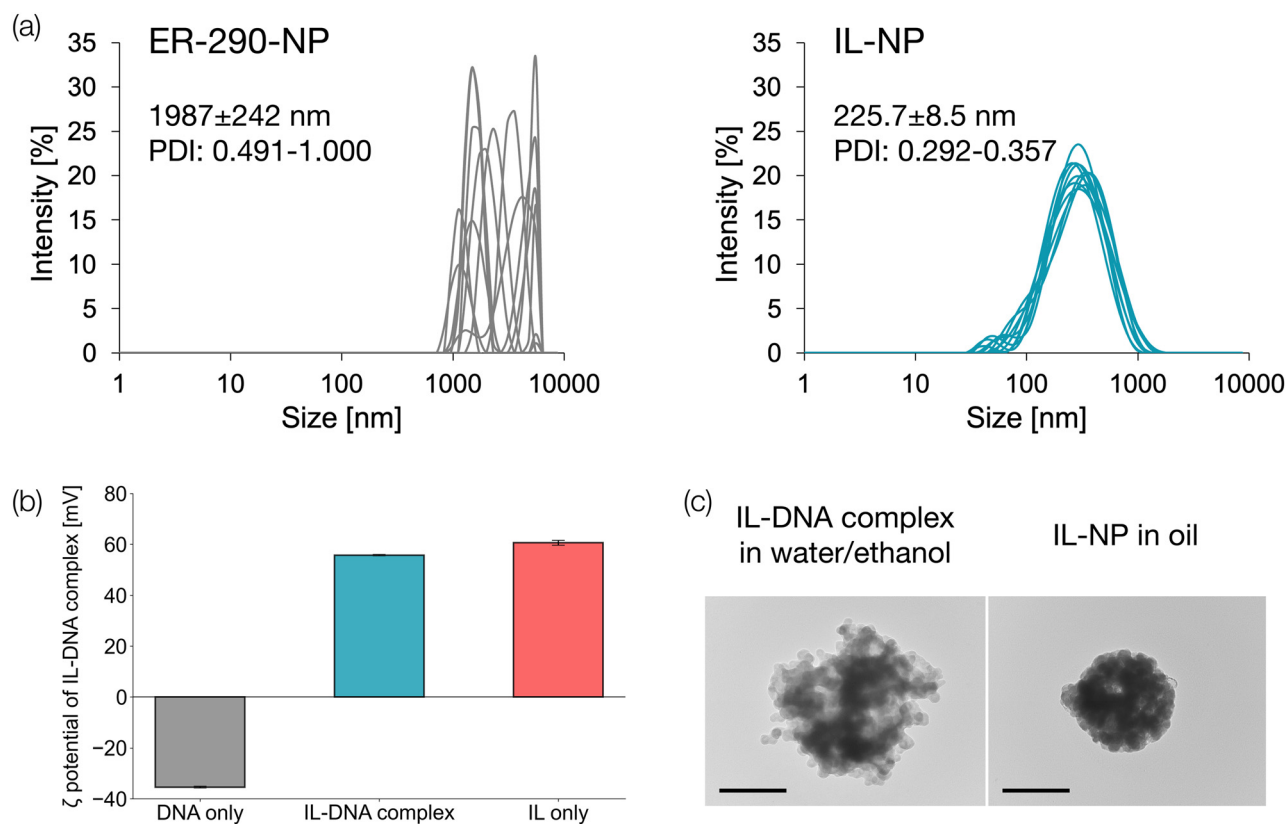 (a)
ER-290-NP
1987±242 nm
PDI: 0.491-1.000
Intensity [%]
35
30
25
20
15
10
5
0
1 10 100 1000 10000
Size [nm]
IL-NP
225.7±8.5 nm
PDI: 0.292-0.357
Intensity [%]
35
30
25
20
15
10
5
0
1 10 100 1000 10000
Size [nm]
(b)
ζ potential of IL-DNA complex [mV]
80
60
40
20
0
−20
−40
DNA only IL-DNA complex IL only
(c)
IL-DNA complex
in water/ethanol
IL-NP in oil